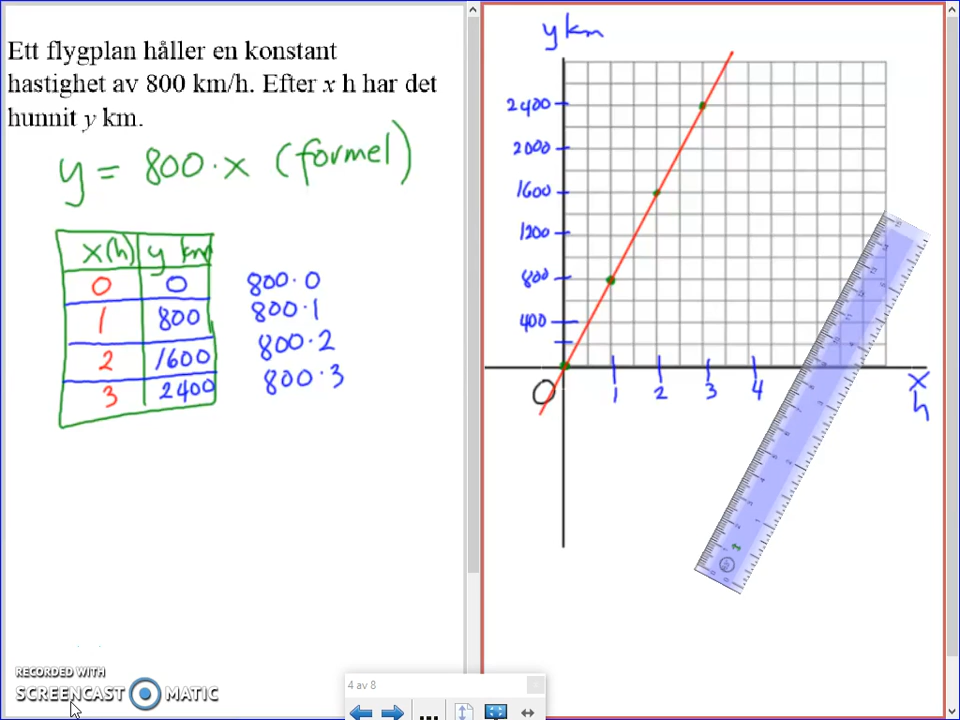 Ett flygplan håller en konstant
hastighet av 800 km/h. Efter x h har det
hunnit y km.
y = 800·x (formel)
x(h) y km
0 0 800·0
1 800 800·1
2 1600 800·2
3 2400 800·3
y km
2400
2000
1600
1200
800
400
0 1 2 3 4 x
h
RECORDED WITH
SCREENCAST MATIC
4 av 8